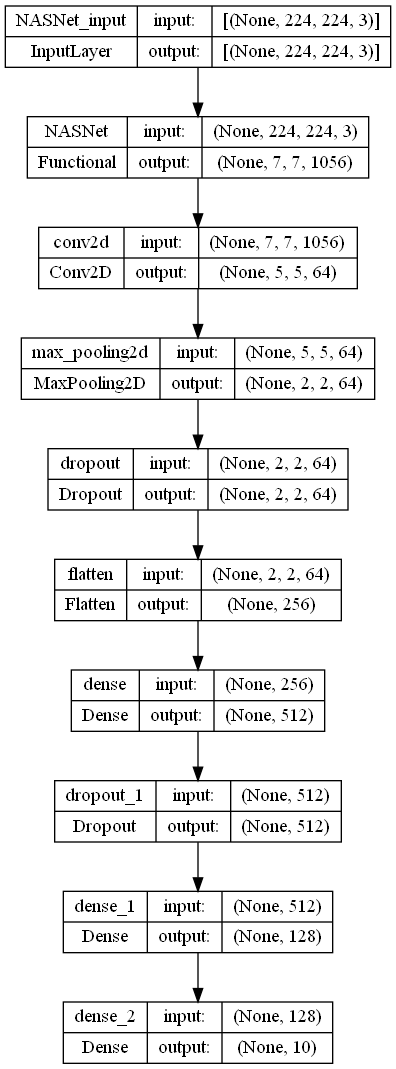 NASNet_input input: [(None, 224, 224, 3)]
InputLayer output: [(None, 224, 224, 3)]
NASNet input: (None, 224, 224, 3)
Functional output: (None, 7, 7, 1056)
conv2d input: (None, 7, 7, 1056)
Conv2D output: (None, 5, 5, 64)
max_pooling2d input: (None, 5, 5, 64)
MaxPooling2D output: (None, 2, 2, 64)
dropout input: (None, 2, 2, 64)
Dropout output: (None, 2, 2, 64)
flatten input: (None, 2, 2, 64)
Flatten output: (None, 256)
dense input: (None, 256)
Dense output: (None, 512)
dropout_1 input: (None, 512)
Dropout output: (None, 512)
dense_1 input: (None, 512)
Dense output: (None, 128)
dense_2 input: (None, 128)
Dense output: (None, 10)